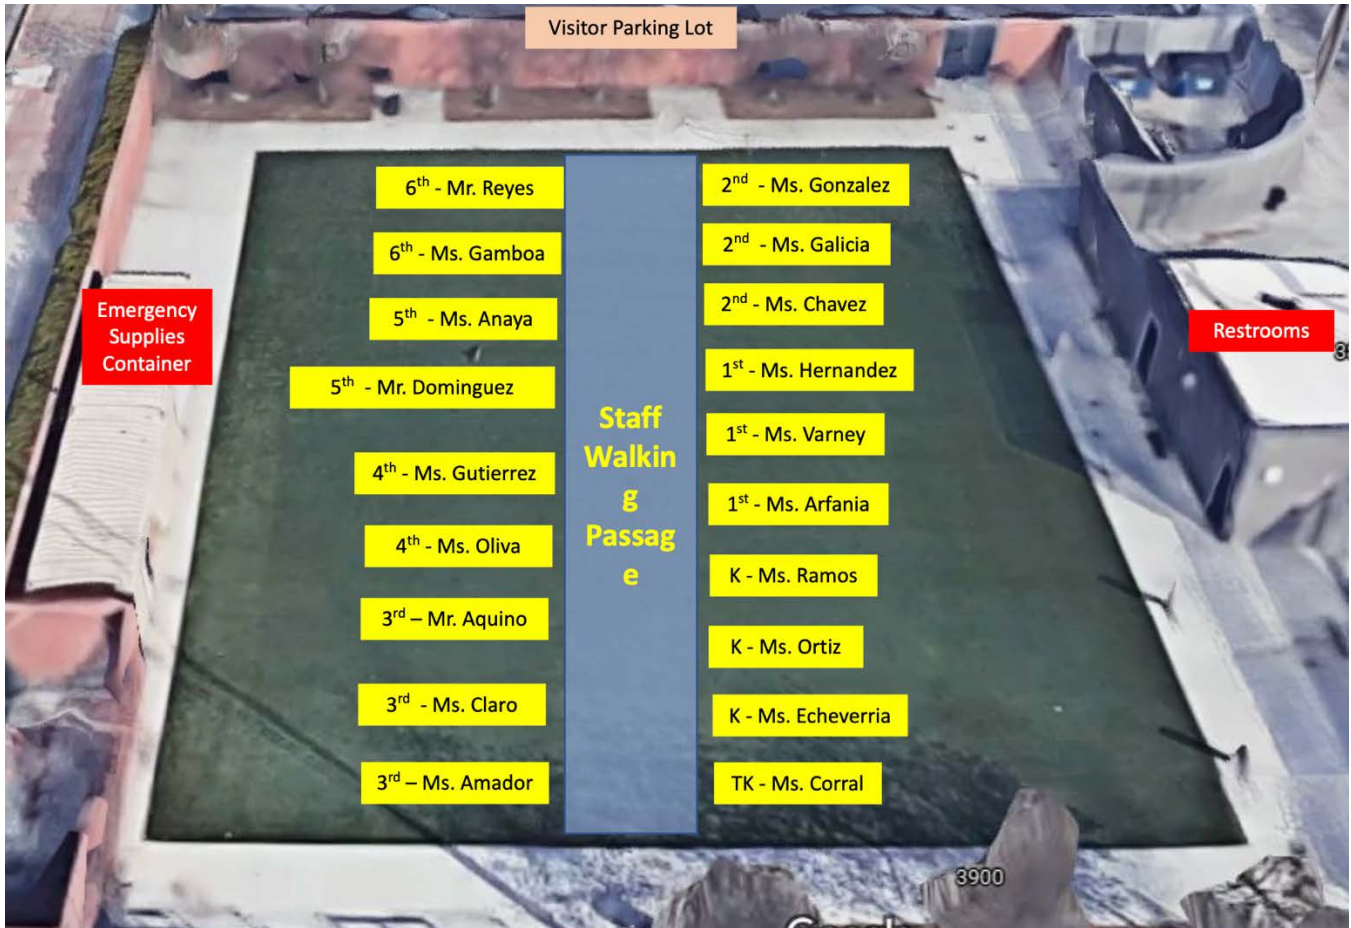 Visitor Parking Lot
6th - Mr. Reyes
6th - Ms. Gamboa
5th - Ms. Anaya
5th - Mr. Dominguez
4th - Ms. Gutierrez
4th - Ms. Oliva
3rd – Mr. Aquino
3rd - Ms. Claro
3rd – Ms. Amador
Emergency
Supplies
Container
Staff
Walkin
g
Passag
e
2nd - Ms. Gonzalez
2nd - Ms. Galicia
2nd - Ms. Chavez
1st - Ms. Hernandez
1st - Ms. Varney
1st - Ms. Arfania
K - Ms. Ramos
K - Ms. Ortiz
K - Ms. Echeverria
TK - Ms. Corral
Restrooms
3900